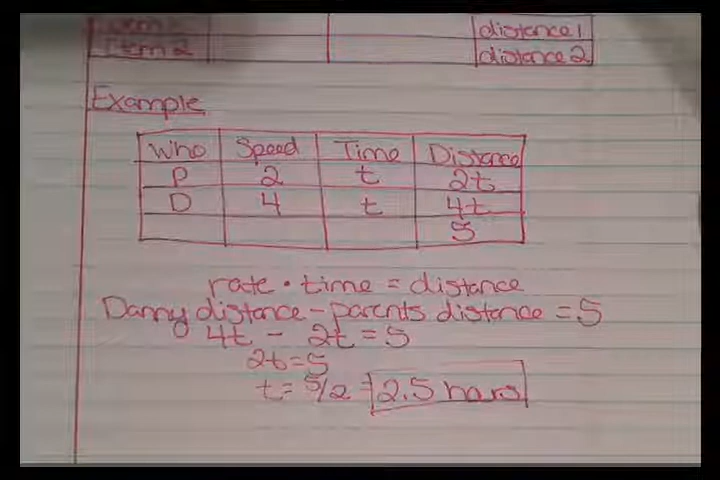 distance 1
Item 2 distance 2
Example
Who Speed Time Distance
P 2 t 2t
D 4 t 4t
5
rate · time = distance
Danny distance - parents distance = 5
4t - 2t = 5
2t = 5
t = 5/2 = 2.5 hours